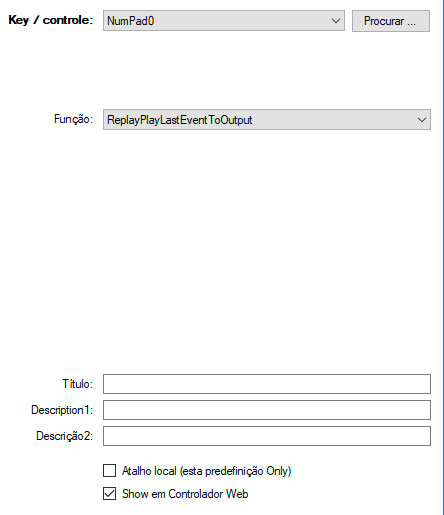 Key / controle: NumPad0 Procurar ...
Função: ReplayPlayLastEventToOutput
Título:
Description1:
Descrição2:
Atalho local (esta predefinição Only)
Show em Controlador Web